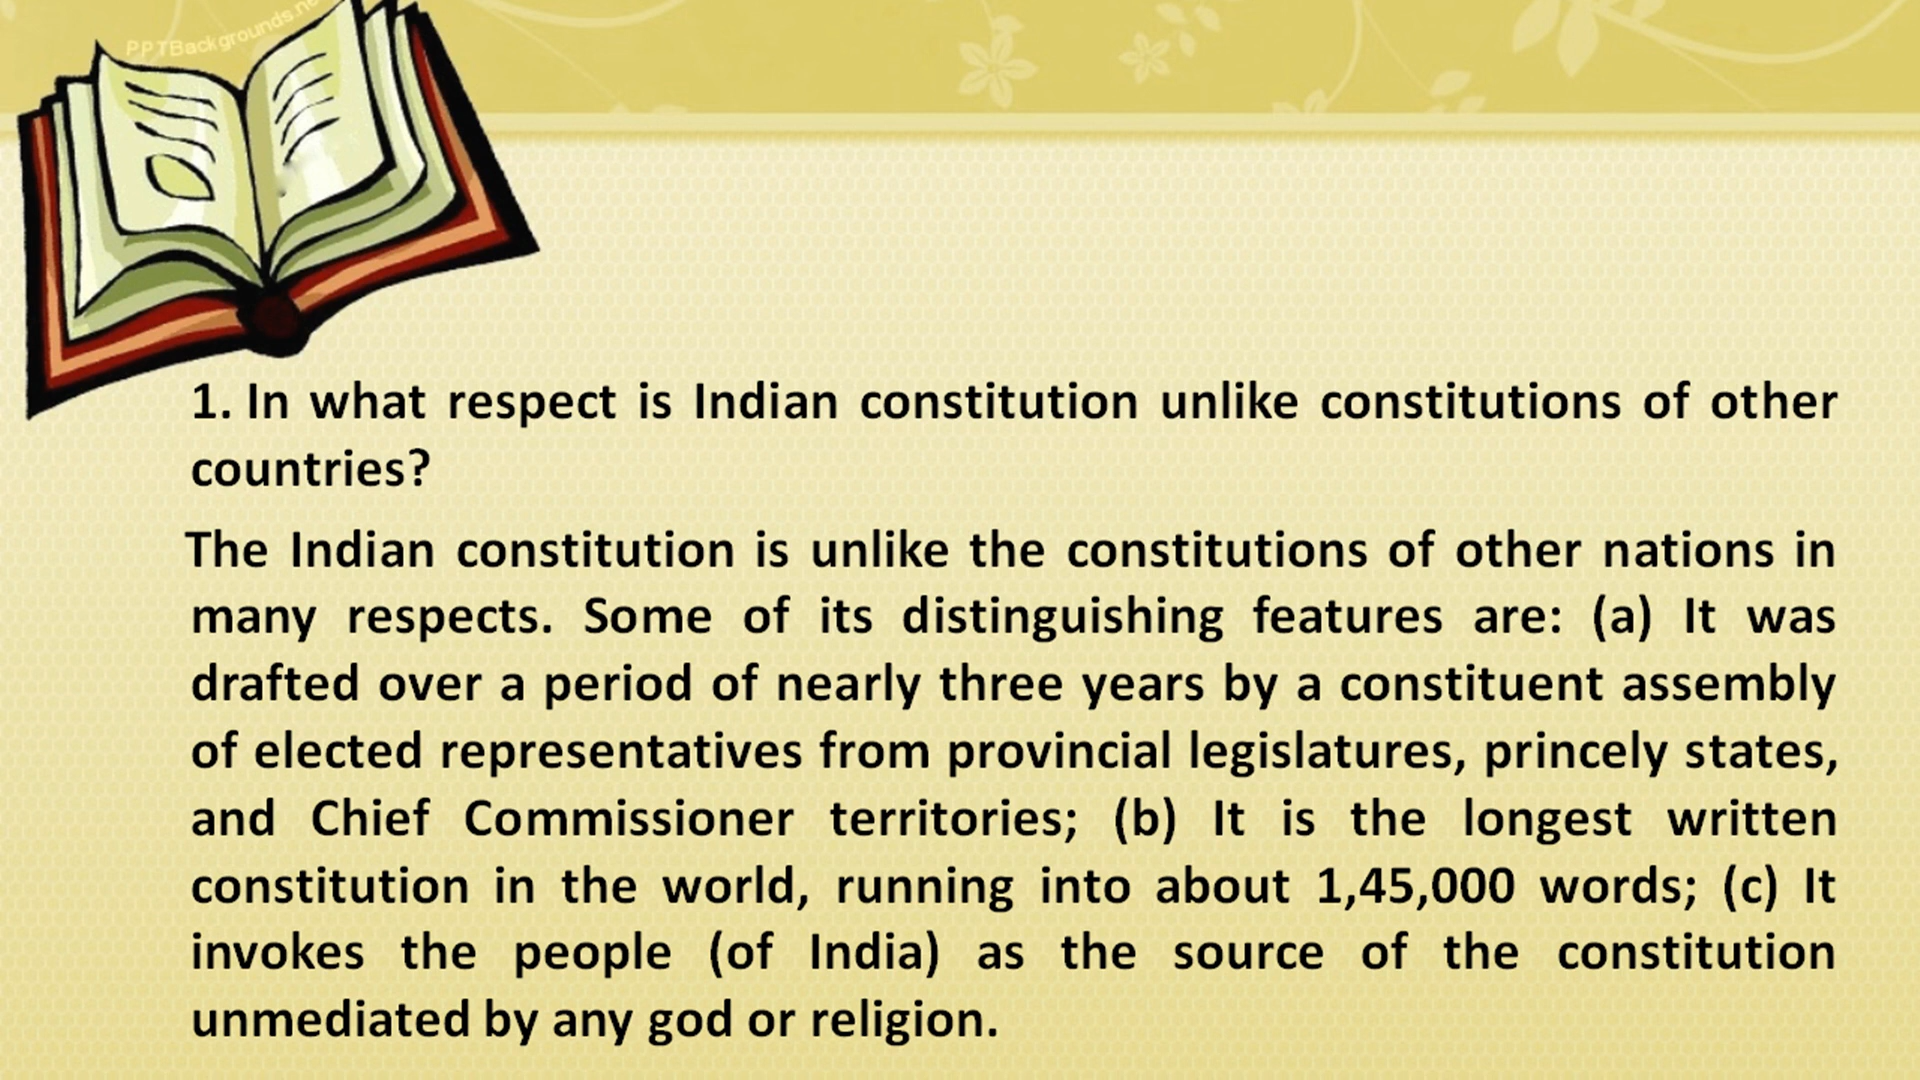 PPTBackgrounds.ne
1. In what respect is Indian constitution unlike constitutions of other
countries?
The Indian constitution is unlike the constitutions of other nations in
many respects. Some of its distinguishing features are: (a) It was
drafted over a period of nearly three years by a constituent assembly
of elected representatives from provincial legislatures, princely states,
and Chief Commissioner territories; (b) It is the longest written
constitution in the world, running into about 1,45,000 words; (c) It
invokes the people (of India) as the source of the constitution
unmediated by any god or religion.